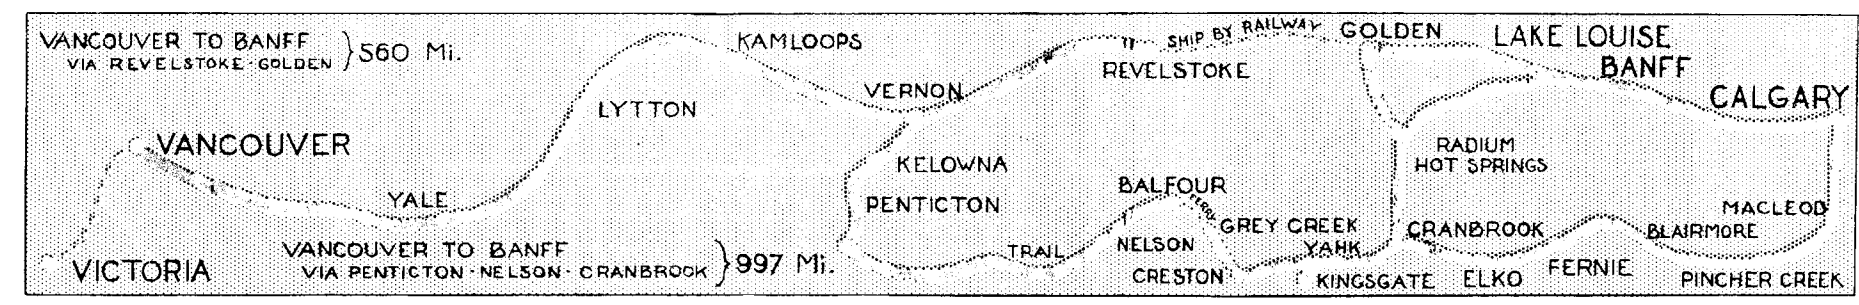 VANCOUVER TO BANFF
VIA REVELSTOKE-GOLDEN } 560 Mi.
KAMLOOPS
SHIP BY RAILWAY
GOLDEN
LAKE LOUISE
BANFF
REVELSTOKE
VERNON
CALGARY
LYTTON
VANCOUVER
RADIUM
HOT SPRINGS
KELOWNA
YALE
PENTICTON
BALFOUR
FERRY
GREY CREEK
CRANBROOK
MACLEOD
BLAIRMORE
VANCOUVER TO BANFF
VIA PENTICTON-NELSON-CRANBROOK } 997 Mi.
TRAIL
NELSON
YAHK
VICTORIA
CRESTON
KINGSGATE
ELKO
FERNIE
PINCHER CREEK